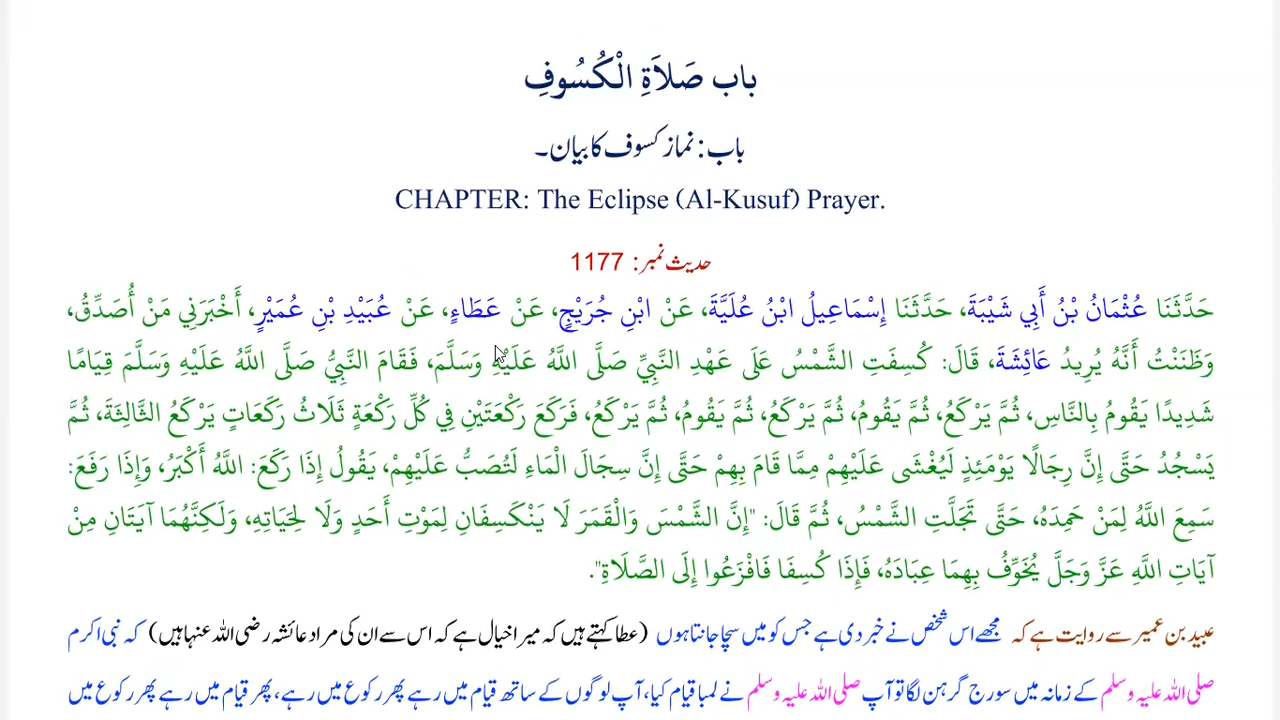 باب صَلاَةِ الْكُسُوفِ
باب: نماز کسوف کا بیان۔
CHAPTER: The Eclipse (Al-Kusuf) Prayer.
حدیث نمبر: 1177
حَدَّثَنَا عُثْمَانُ بْنُ أَبِي شَيْبَةَ، حَدَّثَنَا إِسْمَاعِيلُ ابْنُ عُلَيَّةَ، عَنْ ابْنِ جُرَيْجٍ، عَنْ عَطَاءٍ، عَنْ عُبَيْدِ بْنِ عُمَيْرٍ، أَخْبَرَنِي مَنْ أُصَدِّقُ،
وَظَنَنْتُ أَنَّهُ يُرِيدُ عَائِشَةَ، قَالَ: كُسِفَتِ الشَّمْسُ عَلَى عَهْدِ النَّبِيِّ صَلَّى اللَّهُ عَلَيْهِ وَسَلَّمَ، فَقَامَ النَّبِيُّ صَلَّى اللَّهُ عَلَيْهِ وَسَلَّمَ قِيَامًا
شَدِيدًا يَقُومُ بِالنَّاسِ، ثُمَّ يَرْكَعُ، ثُمَّ يَقُومُ، ثُمَّ يَرْكَعُ، ثُمَّ يَقُومُ، ثُمَّ يَرْكَعُ، فَرَكَعَ رَكْعَتَيْنِ فِي كُلِّ رَكْعَةٍ ثَلَاثُ رَكَعَاتٍ يَرْكَعُ الثَّالِثَةَ، ثُمَّ
يَسْجُدُ حَتَّى إِنَّ رِجَالًا يَوْمَئِذٍ لَيُغْشَى عَلَيْهِمْ مِمَّا قَامَ بِهِمْ حَتَّى إِنَّ سِجَالَ الْمَاءِ لَتُصَبُّ عَلَيْهِمْ، يَقُولُ إِذَا رَكَعَ: اللَّهُ أَكْبَرُ، وَإِذَا رَفَعَ:
سَمِعَ اللَّهُ لِمَنْ حَمِدَهُ، حَتَّى تَجَلَّتِ الشَّمْسُ، ثُمَّ قَالَ: "إِنَّ الشَّمْسَ وَالْقَمَرَ لَا يَنْكَسِفَانِ لِمَوْتِ أَحَدٍ وَلَا لِحَيَاتِهِ، وَلَكِنَّهُمَا آيَتَانِ مِنْ
آيَاتِ اللَّهِ عَزَّ وَجَلَّ يُخَوِّفُ بِهِمَا عِبَادَهُ، فَإِذَا كُسِفَا فَافْزَعُوا إِلَى الصَّلَاةِ".
عبید بن عمیر سے روایت ہے کہ مجھے اس شخص نے خبر دی ہے جس کو میں سچا جانتا ہوں (عطا کہتے ہیں کہ میرا خیال ہے کہ اس سے ان کی مراد عائشہ رضی اللہ عنہا ہیں) کہ نبی اکرم
صلی اللہ علیہ وسلم کے زمانہ میں سورج گرہن لگا تو آپ صلی اللہ علیہ وسلم نے لمبا قیام کیا، آپ لوگوں کے ساتھ قیام میں رہے پھر رکوع میں رہے، پھر قیام میں رہے پھر رکوع میں